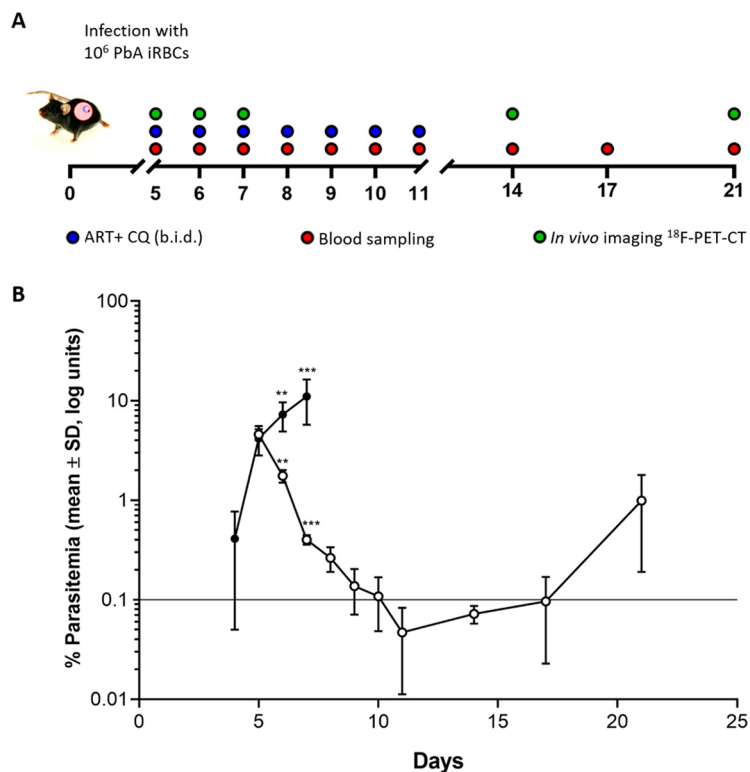 A
Infection with
10⁶ PbA iRBCs
0 5 6 7 8 9 10 11 14 17 21
ART+ CQ (b.i.d.) Blood sampling In vivo imaging ¹⁸F-PET-CT
B
% Parasitemia (mean ± SD, log units)
100
10
1
0.1
0.01
** ***
**
***
0 5 10 15 20 25
Days